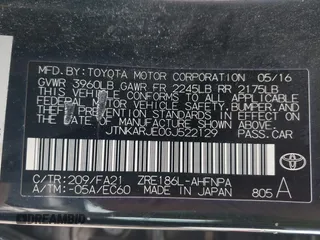 MFD. BY: TOYOTA MOTOR CORPORATION 05/16
GVWR 3960LB GAWR FR 2245LB RR 2175LB
THIS VEHICLE CONFORMS TO ALL APPLICABLE
FEDERAL MOTOR VEHICLE SAFETY, BUMPER, AND
THEFT PREVENTION STANDARDS IN EFFECT ON
THE DATE OF MANUFACTURE SHOWN ABOVE.
JTNKARJE0GJ522129
PASS. CAR
C/TR: 209/FA21 ZRE186L-AHFNPA
A/TM: -05A/EC60 MADE IN JAPAN 805 A
TOYOTA
DREAMBID